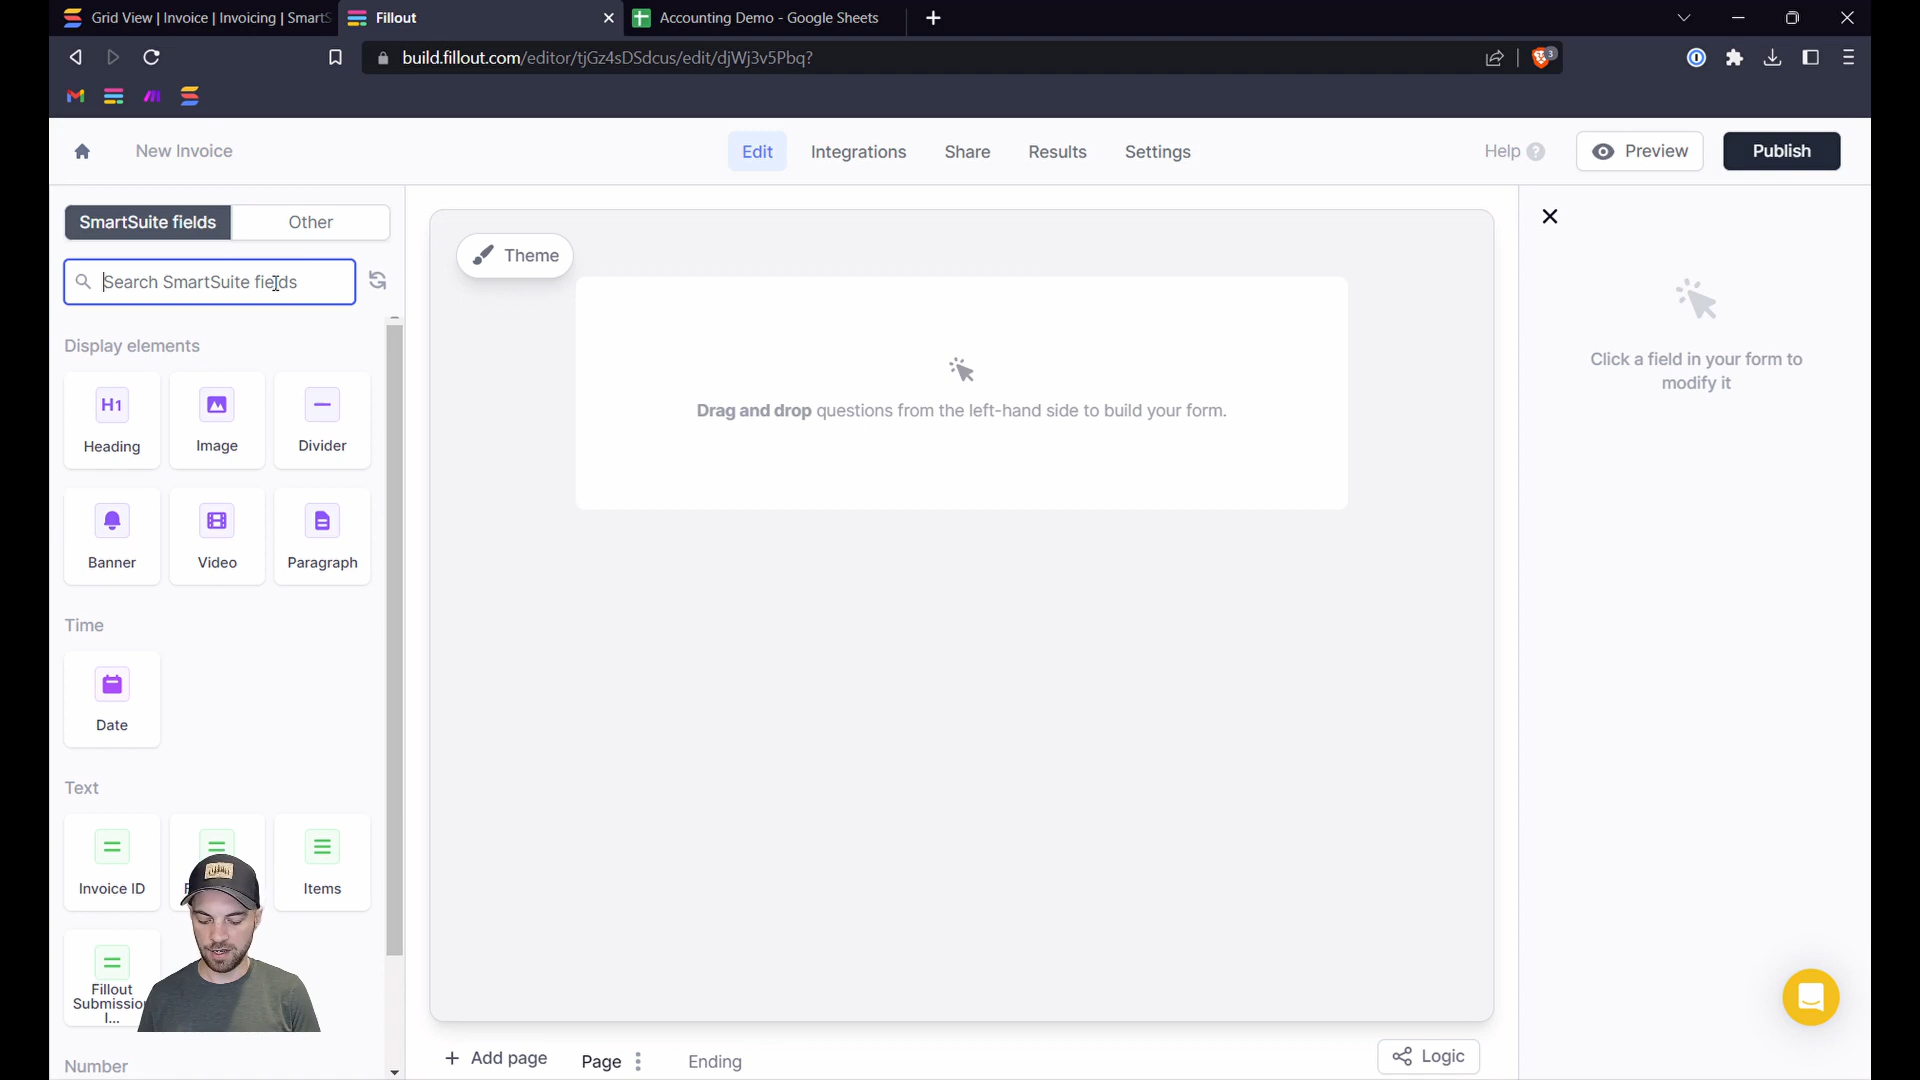 Grid View | Invoice | Invoicing | SmartS
Fillout
Accounting Demo - Google Sheets
build.fillout.com/editor/tjGz4sDSdcus/edit/djWj3v5Pbq?
3
New Invoice
Edit
Integrations
Share
Results
Settings
Help
Preview
Publish
SmartSuite fields
Other
Search SmartSuite fields
Theme
Drag and drop questions from the left-hand side to build your form.
Click a field in your form to
modify it
Display elements
H1
Heading
Image
Divider
Banner
Video
Paragraph
Time
Date
Text
Invoice ID
Items
Fillout
Submissio
I...
Number
Add page
Page
Ending
Logic